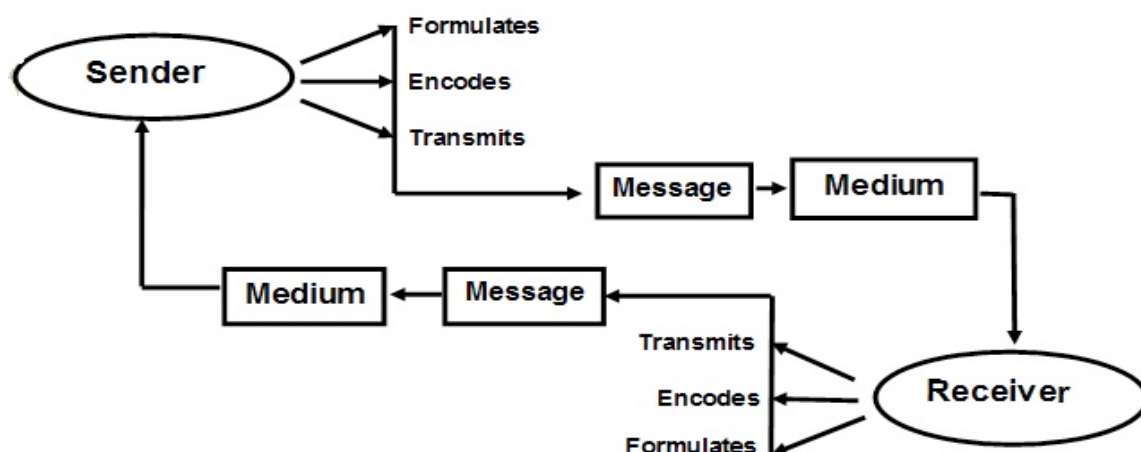 Formulates
Sender
Encodes
Transmits
Message
Medium
Medium
Message
Transmits
Encodes
Receiver
Formulates